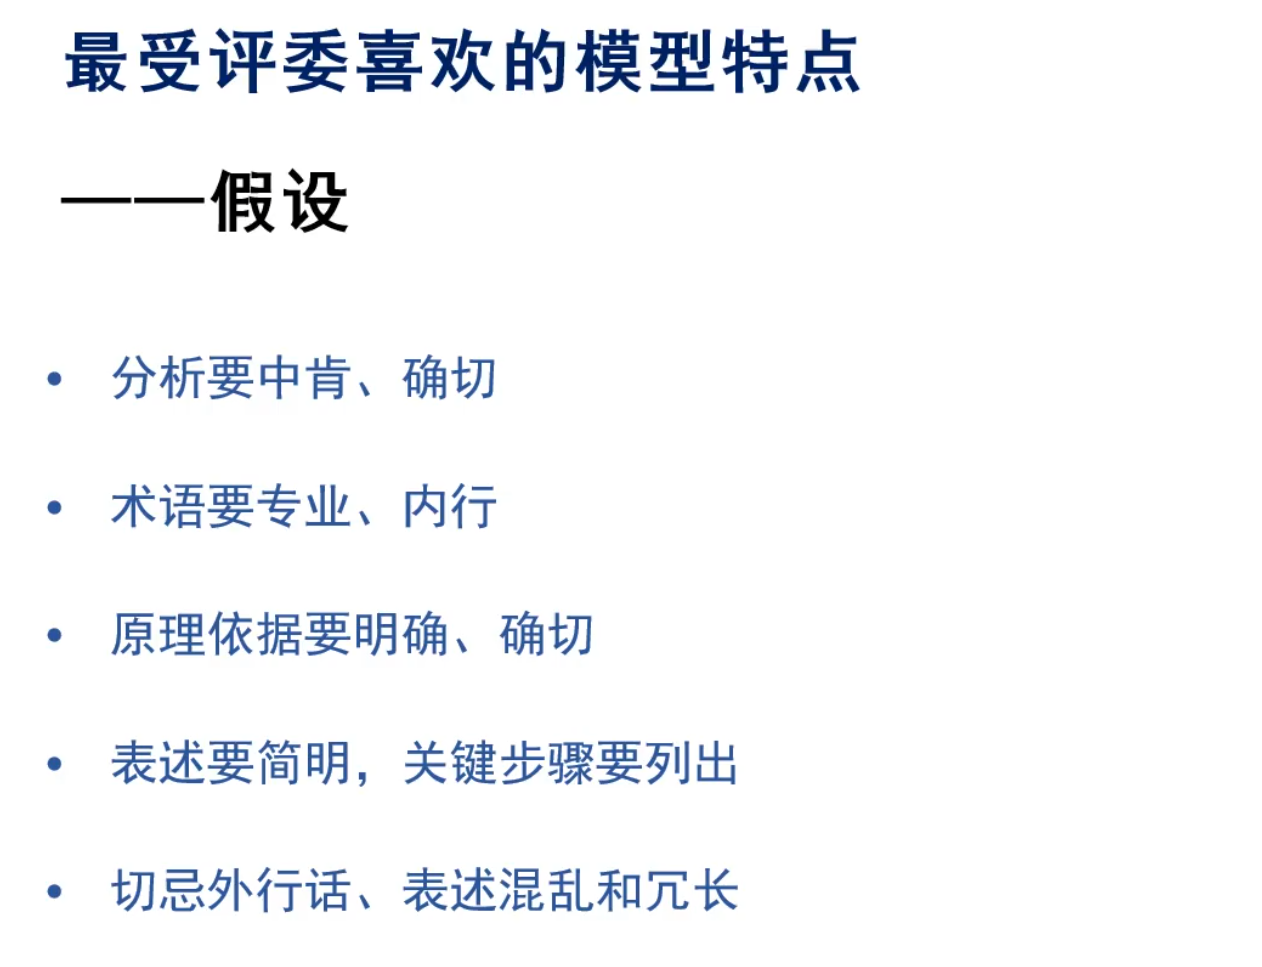 最受评委喜欢的模型特点
——假设
• 分析要中肯、确切
• 术语要专业、内行
• 原理依据要明确、确切
• 表述要简明，关键步骤要列出
• 切忌外行话、表述混乱和冗长